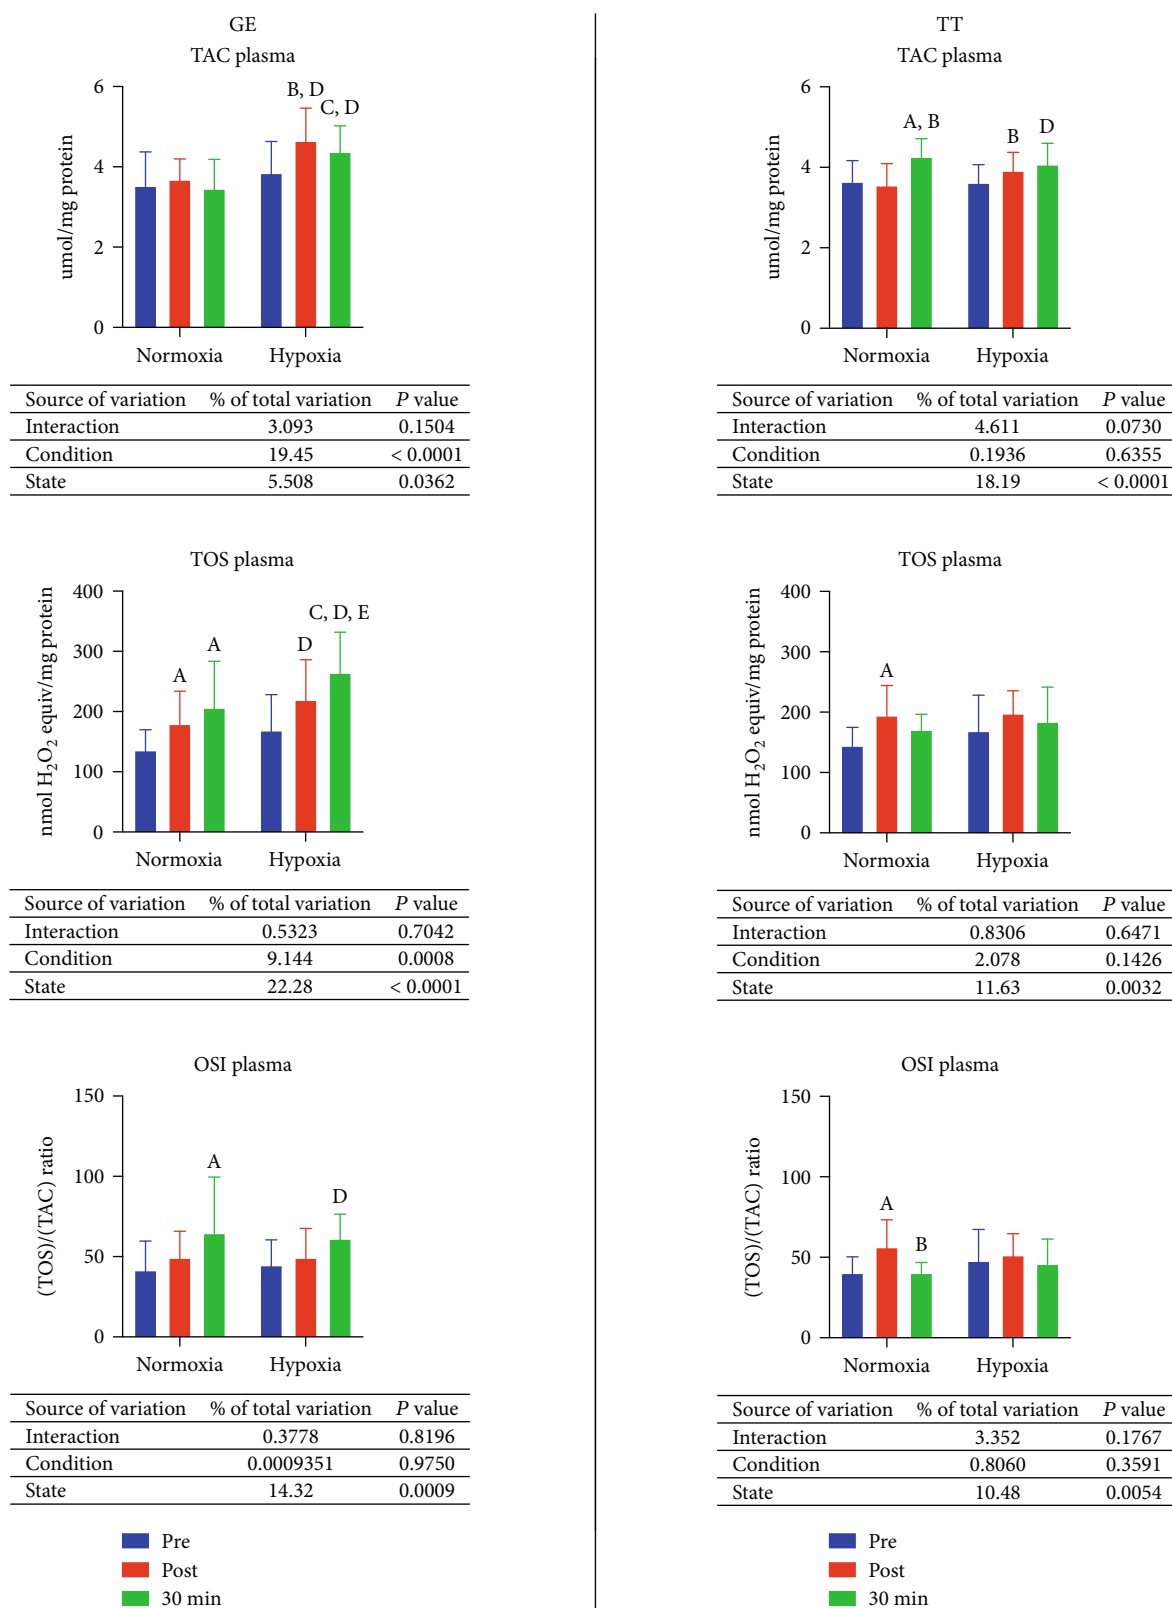 GE
TAC plasma
umol/mg protein
6
4
2
0
B, D
C, D
Normoxia Hypoxia
Source of variation % of total variation P value
Interaction 3.093 0.1504
Condition 19.45 < 0.0001
State 5.508 0.0362
TOS plasma
nmol H₂O₂ equiv/mg protein
400
300
200
100
0
A
A
D
C, D, E
Normoxia Hypoxia
Source of variation % of total variation P value
Interaction 0.5323 0.7042
Condition 9.144 0.0008
State 22.28 < 0.0001
OSI plasma
(TOS)/(TAC) ratio
150
100
50
0
A
D
Normoxia Hypoxia
Source of variation % of total variation P value
Interaction 0.3778 0.8196
Condition 0.0009351 0.9750
State 14.32 0.0009
Pre
Post
30 min
TT
TAC plasma
umol/mg protein
6
4
2
0
A, B
B
D
Normoxia Hypoxia
Source of variation % of total variation P value
Interaction 4.611 0.0730
Condition 0.1936 0.6355
State 18.19 < 0.0001
TOS plasma
nmol H₂O₂ equiv/mg protein
400
300
200
100
0
A
Normoxia Hypoxia
Source of variation % of total variation P value
Interaction 0.8306 0.6471
Condition 2.078 0.1426
State 11.63 0.0032
OSI plasma
(TOS)/(TAC) ratio
150
100
50
0
A
B
Normoxia Hypoxia
Source of variation % of total variation P value
Interaction 3.352 0.1767
Condition 0.8060 0.3591
State 10.48 0.0054
Pre
Post
30 min